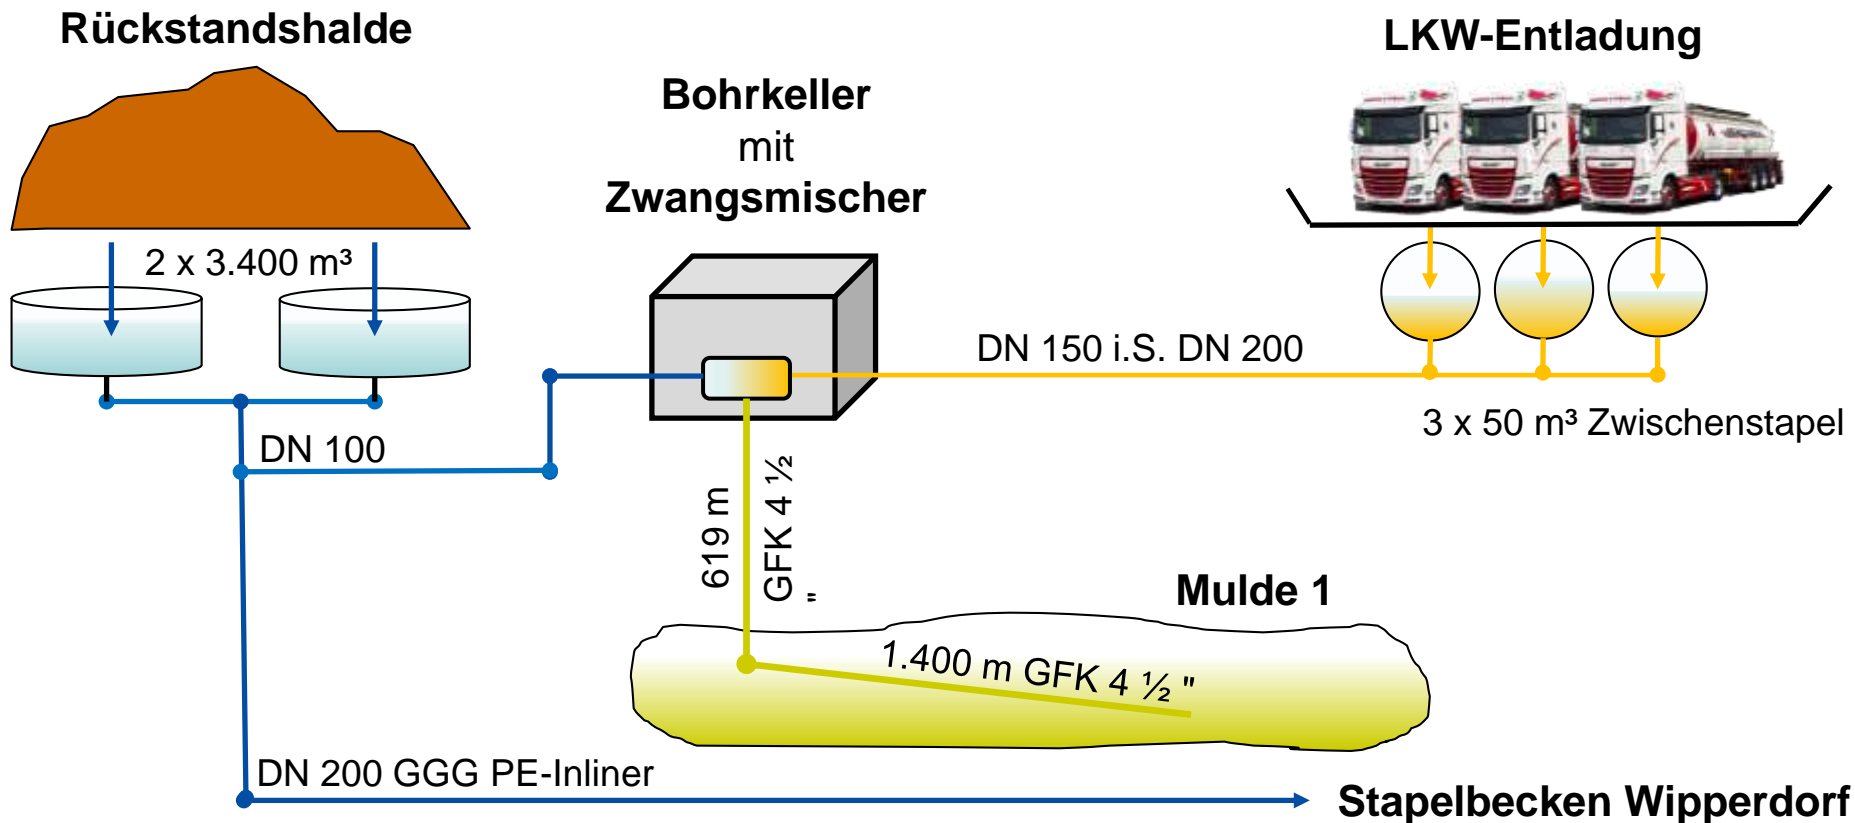 Rückstandshalde
LKW-Entladung
Bohrkeller
mit
Zwangsmischer
2 x 3.400 m³
DN 150 i.S. DN 200
3 x 50 m³ Zwischenstapel
DN 100
619 m
GFK 4 ½
"
Mulde 1
1.400 m GFK 4 ½ "
DN 200 GGG PE-Inliner
Stapelbecken Wipperdorf